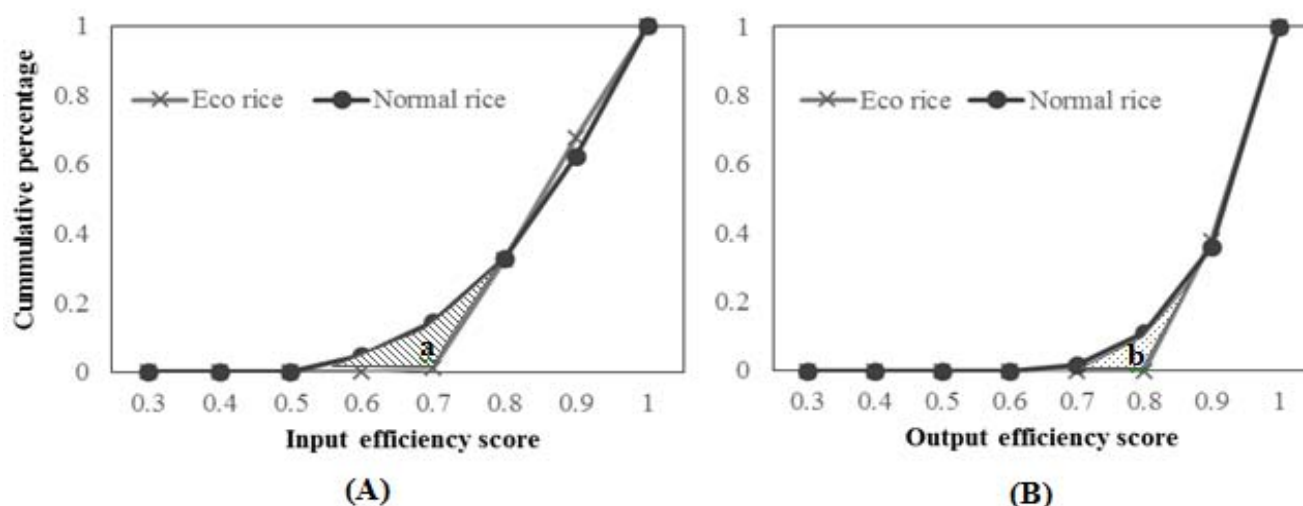 Cummulative percentage
1
0.8
0.6
0.4
0.2
0
Eco rice Normal rice
a
0.3 0.4 0.5 0.6 0.7 0.8 0.9 1
Input efficiency score
(A)
1
0.8
0.6
0.4
0.2
0
Eco rice Normal rice
b
0.3 0.4 0.5 0.6 0.7 0.8 0.9 1
Output efficiency score
(B)